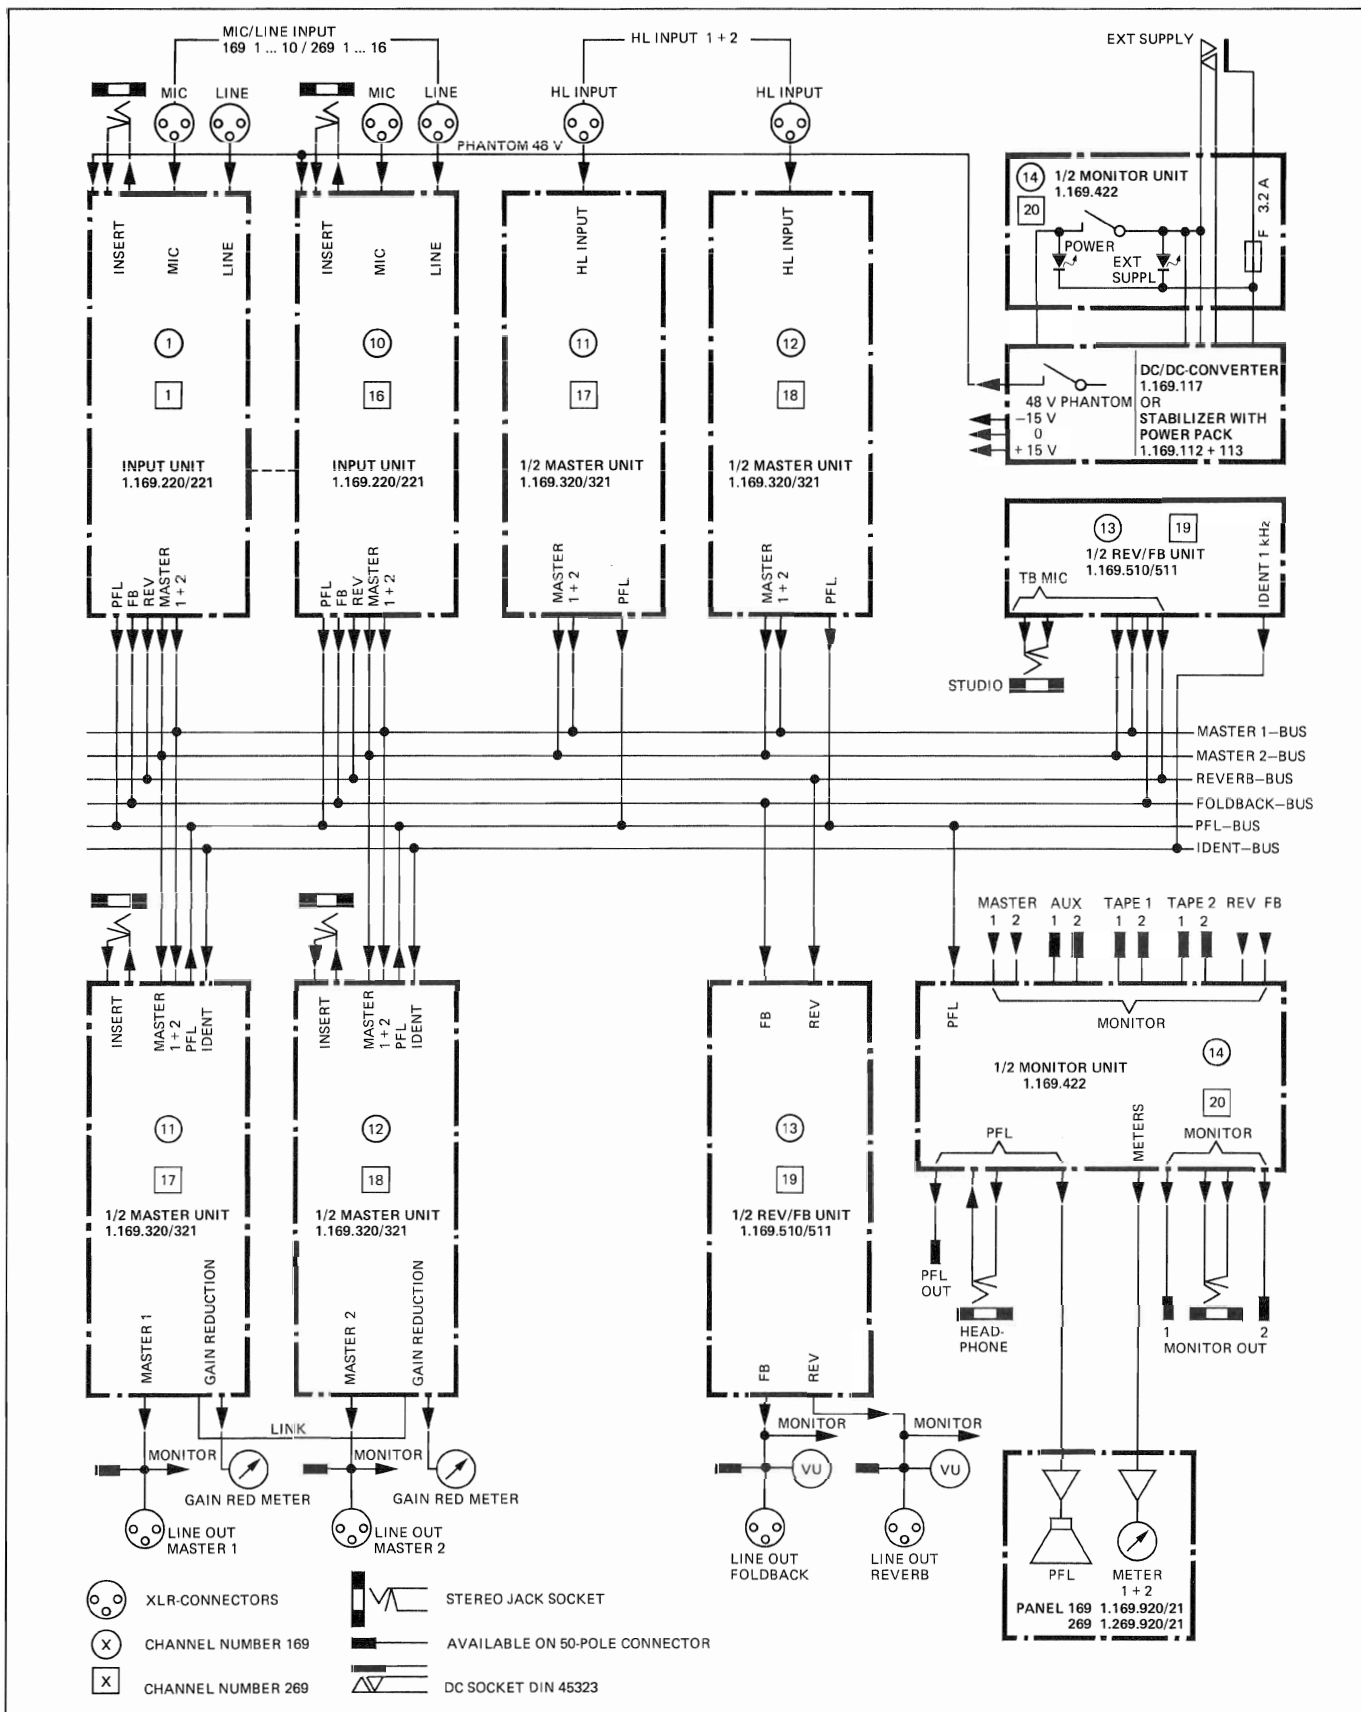 MIC/LINE INPUT
169 1 ... 10 / 269 1 ... 16
HL INPUT 1 + 2
EXT SUPPLY
MIC
LINE
MIC
LINE
HL INPUT
HL INPUT
PHANTOM 48 V
INSERT
MIC
LINE
1
1
INPUT UNIT
1.169.220/221
PFL
FB
REV
MASTER
1 + 2
INSERT
MIC
LINE
10
16
INPUT UNIT
1.169.220/221
PFL
FB
REV
MASTER
1 + 2
HL INPUT
11
17
1/2 MASTER UNIT
1.169.320/321
MASTER
1 + 2
PFL
HL INPUT
12
18
1/2 MASTER UNIT
1.169.320/321
MASTER
1 + 2
PFL
14
20
1/2 MONITOR UNIT
1.169.422
POWER
EXT
SUPPL
F 3.2 A
48 V PHANTOM
−15 V
0
+ 15 V
DC/DC-CONVERTER
1.169.117
OR
STABILIZER WITH
POWER PACK
1.169.112 + 113
13
19
1/2 REV/FB UNIT
1.169.510/511
TB MIC
IDENT 1 kHz
STUDIO
MASTER 1–BUS
MASTER 2–BUS
REVERB–BUS
FOLDBACK–BUS
PFL–BUS
IDENT–BUS
INSERT
MASTER
1 + 2
PFL
IDENT
11
17
1/2 MASTER UNIT
1.169.320/321
MASTER 1
GAIN REDUCTION
INSERT
MASTER
1 + 2
PFL
IDENT
12
18
1/2 MASTER UNIT
1.169.320/321
MASTER 2
GAIN REDUCTION
LINK
MONITOR
GAIN RED METER
LINE OUT
MASTER 1
MONITOR
GAIN RED METER
LINE OUT
MASTER 2
FB
REV
13
19
1/2 REV/FB UNIT
1.169.510/511
FB
REV
MONITOR
VU
LINE OUT
FOLDBACK
MONITOR
VU
LINE OUT
REVERB
MASTER AUX TAPE 1 TAPE 2 REV FB
1 2 1 2 1 2 1 2
PFL
MONITOR
14
1/2 MONITOR UNIT
1.169.422
20
PFL
METERS
MONITOR
PFL
OUT
HEAD-
PHONE
1
2
MONITOR OUT
PFL
METER
1 + 2
PANEL 169 1.169.920/21
269 1.269.920/21
XLR-CONNECTORS
STEREO JACK SOCKET
X
CHANNEL NUMBER 169
AVAILABLE ON 50-POLE CONNECTOR
X
CHANNEL NUMBER 269
DC SOCKET DIN 45323